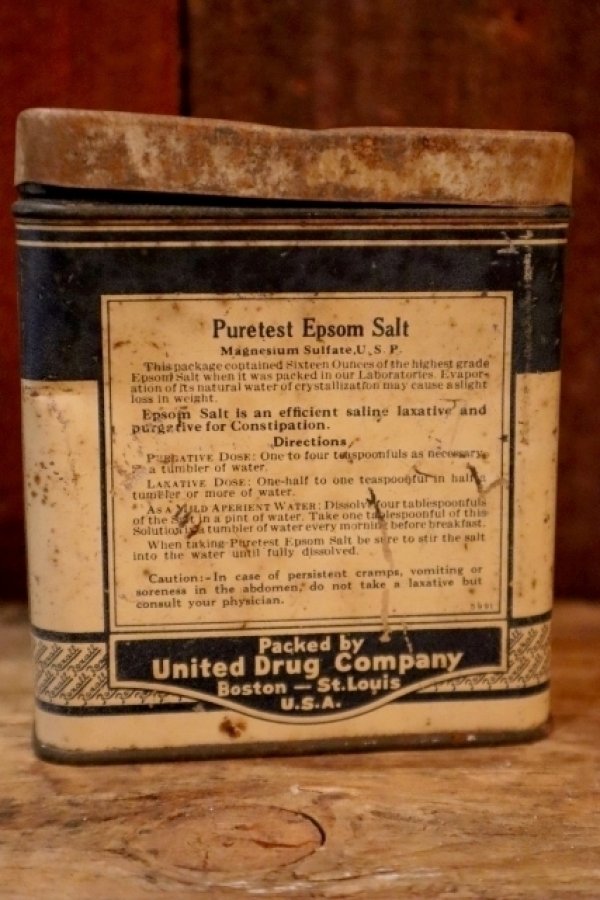 Puretest Epsom Salt
Magnesium Sulfate, U. S. P.
This package contained Sixteen Ounces of the highest grade
Epsom Salt when it was packed in our Laboratories. Evapor-
ation of its natural water of crystallization may cause a slight
loss in weight.
Epsom Salt is an efficient saline laxative and
purgative for Constipation.
Directions
PURGATIVE DOSE: One to four teaspoonfuls as necessary
a tumbler of water.
LAXATIVE DOSE: One-half to one teaspoonful in half a
tumbler or more of water.
AS A MILD APERIENT WATER: Dissolve four tablespoonfuls
of the Salt in a pint of water. Take one tablespoonful of this
Solution in a tumbler of water every morning before breakfast.
When taking Puretest Epsom Salt be sure to stir the salt
into the water until fully dissolved.
Caution:-In case of persistent cramps, vomiting or
soreness in the abdomen, do not take a laxative but
consult your physician.
Packed by
United Drug Company
Boston — St. Louis
U.S.A.